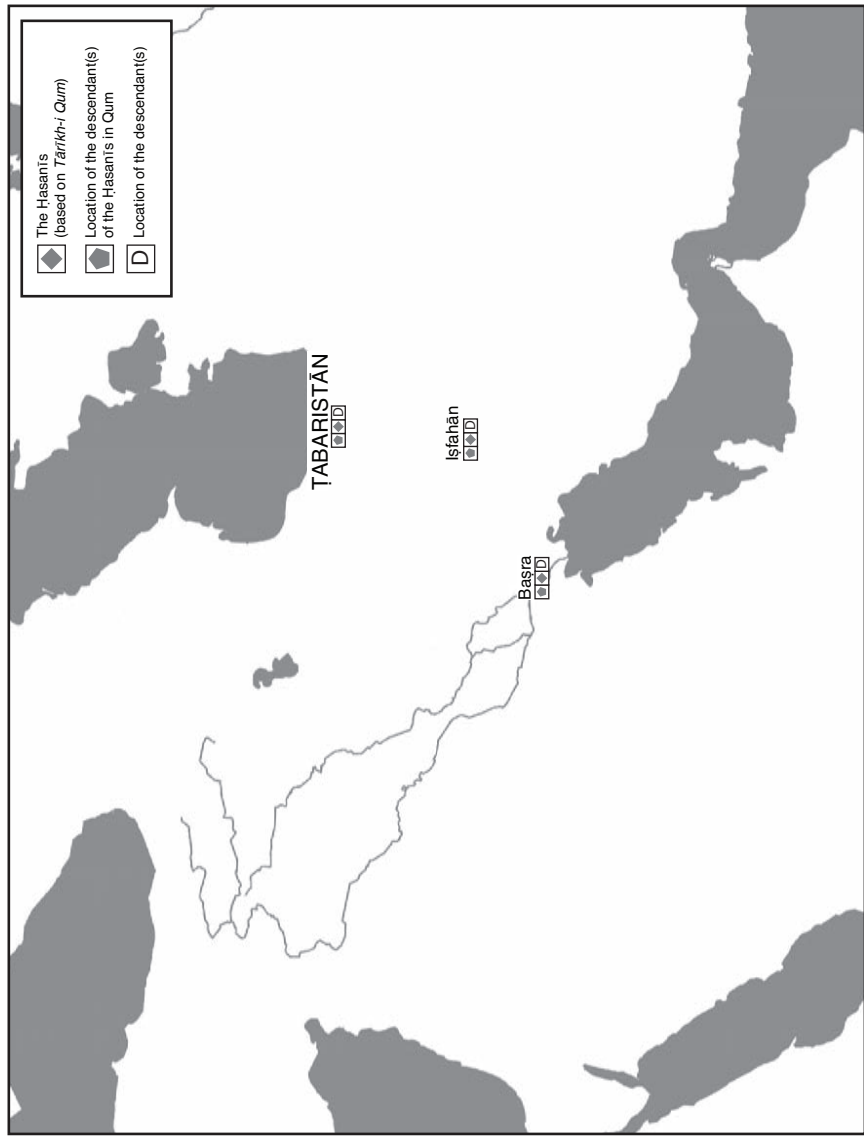 The Ḥasanīs
(based on Tārīkh-i Qum)
Location of the descendant(s)
of the Ḥasanīs in Qum
D Location of the descendant(s)
ṬABARISTĀN
D
Iṣfahān
D
Baṣra
D